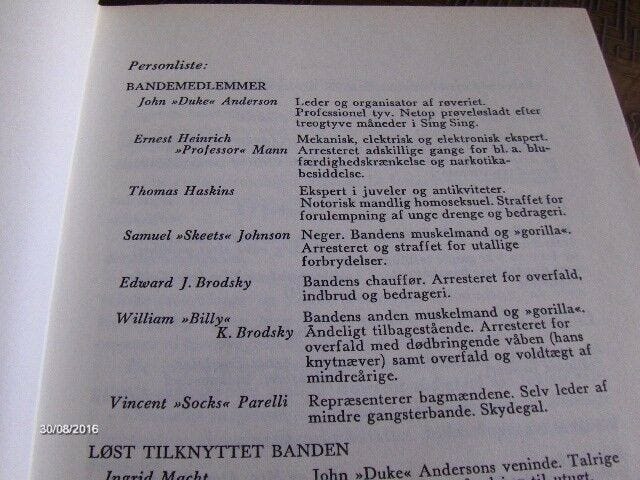 Personliste:
BANDEMEDLEMMER
John »Duke« Anderson Leder og organisator af røveriet.
Professionel tyv. Netop prøveløsladt efter
treogtyve måneder i Sing Sing.
Ernest Heinrich Mekanisk, elektrisk og elektronisk ekspert.
»Professor« Mann Arresteret adskillige gange for bl. a. blu-
færdighedskrænkelse og narkotika-
besiddelse.
Thomas Haskins Ekspert i juveler og antikviteter.
Notorisk mandlig homoseksuel. Straffet for
forulempning af unge drenge og bedrageri.
Samuel »Skeets« Johnson Neger. Bandens muskelmand og »gorilla«.
Arresteret og straffet for utallige
forbrydelser.
Edward J. Brodsky Bandens chauffør. Arresteret for overfald,
indbrud og bedrageri.
William »Billy« Bandens anden muskelmand og »gorilla«.
K. Brodsky Åndeligt tilbagestående. Arresteret for
overfald med dødbringende våben (hans
knytnæver) samt overfald og voldtægt af
mindreårige.
Vincent »Socks« Parelli Repræsenterer bagmændene. Selv leder af
mindre gangsterbande. Skydegal.
30/08/2016
LØST TILKNYTTET BANDEN
Ingrid Macht John »Duke« Andersons veninde. Talrige